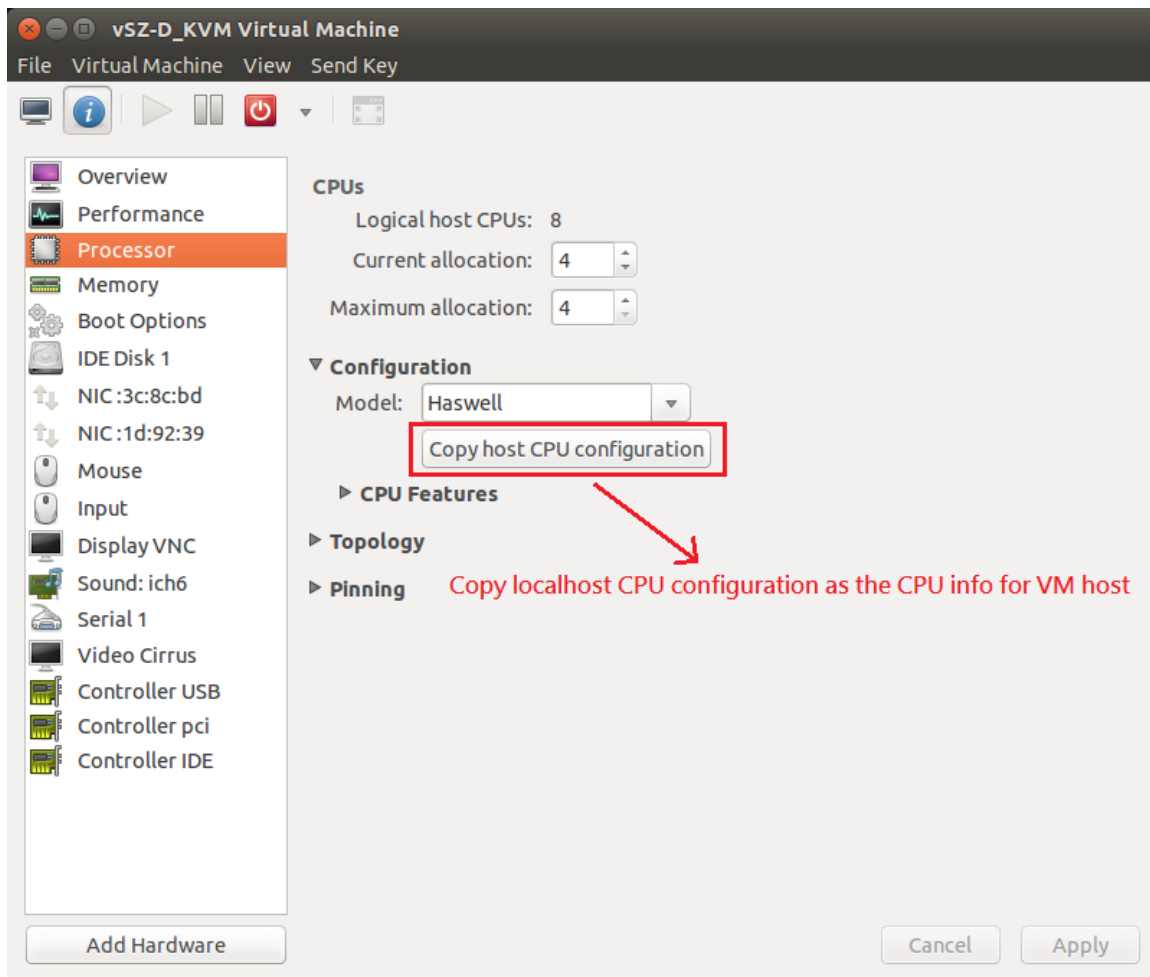 vSZ-D_KVM Virtual Machine
File Virtual Machine View Send Key
Overview
Performance
Processor
Memory
Boot Options
IDE Disk 1
NIC :3c:8c:bd
NIC :1d:92:39
Mouse
Input
Display VNC
Sound: ich6
Serial 1
Video Cirrus
Controller USB
Controller pci
Controller IDE
Add Hardware
CPUs
Logical host CPUs: 8
Current allocation: 4
Maximum allocation: 4
Configuration
Model: Haswell
Copy host CPU configuration
CPU Features
Topology
Pinning
Copy localhost CPU configuration as the CPU info for VM host
Cancel Apply